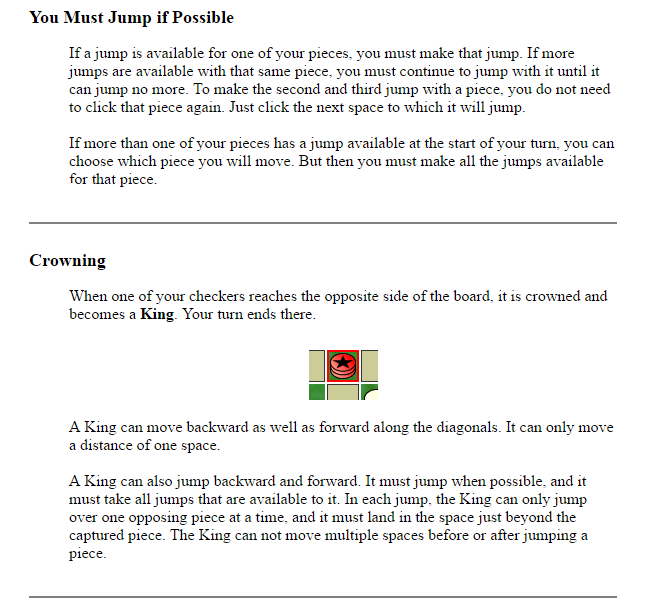 You Must Jump if Possible
If a jump is available for one of your pieces, you must make that jump. If more
jumps are available with that same piece, you must continue to jump with it until it
can jump no more. To make the second and third jump with a piece, you do not need
to click that piece again. Just click the next space to which it will jump.
If more than one of your pieces has a jump available at the start of your turn, you can
choose which piece you will move. But then you must make all the jumps available
for that piece.
Crowning
When one of your checkers reaches the opposite side of the board, it is crowned and
becomes a King. Your turn ends there.
A King can move backward as well as forward along the diagonals. It can only move
a distance of one space.
A King can also jump backward and forward. It must jump when possible, and it
must take all jumps that are available to it. In each jump, the King can only jump
over one opposing piece at a time, and it must land in the space just beyond the
captured piece. The King can not move multiple spaces before or after jumping a
piece.